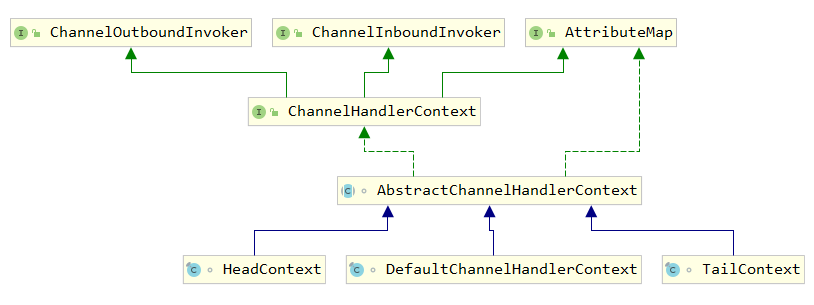 ChannelOutboundInvoker
ChannelInboundInvoker
AttributeMap
ChannelHandlerContext
AbstractChannelHandlerContext
HeadContext
DefaultChannelHandlerContext
TailContext